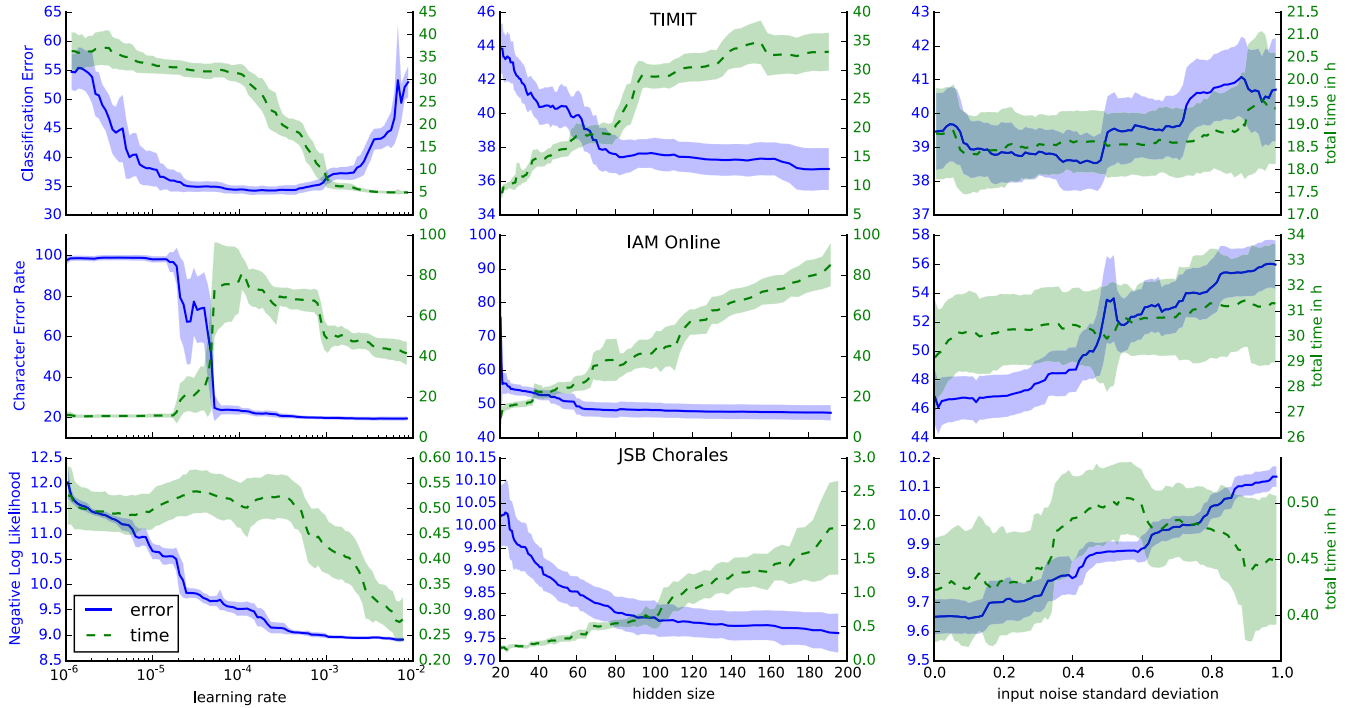 TIMIT
65 60 55 50 45 40 35 30
Classification Error
45 40 35 30 25 20 15 10 5 0
46 44 42 40 38 36 34
40 35 30 25 20 15 10 5
43 42 41 40 39 38 37
21.5 21.0 20.5 20.0 19.5 19.0 18.5 18.0 17.5 17.0
total time in h
IAM Online
100 80 60 40 20
Character Error Rate
100 80 60 40 20 0
100 90 80 70 60 50 40
100 80 60 40 20 0
58 56 54 52 50 48 46 44
34 33 32 31 30 29 28 27 26
total time in h
JSB Chorales
12.5 12.0 11.5 11.0 10.5 10.0 9.5 9.0 8.5
Negative Log Likelihood
error
time
0.60 0.55 0.50 0.45 0.40 0.35 0.30 0.25 0.20
10.15 10.10 10.05 10.00 9.95 9.90 9.85 9.80 9.75 9.70
3.0 2.5 2.0 1.5 1.0 0.5 0.0
10.2 10.1 10.0 9.9 9.8 9.7 9.6 9.5
0.50 0.45 0.40
total time in h
10⁻⁶ 10⁻⁵ 10⁻⁴ 10⁻³ 10⁻²
learning rate
20 40 60 80 100 120 140 160 180 200
hidden size
0.0 0.2 0.4 0.6 0.8 1.0
input noise standard deviation